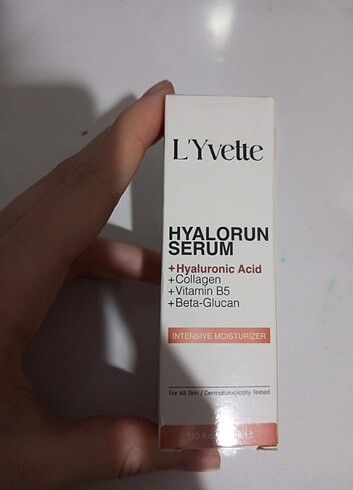 L'Yvette
HYALORUN
SERUM
+Hyaluronic Acid
+Collagen
+Vitamin B5
+Beta-Glucan
INTENSIVE MOISTURIZER
For All Skin / Dermatologically Tested